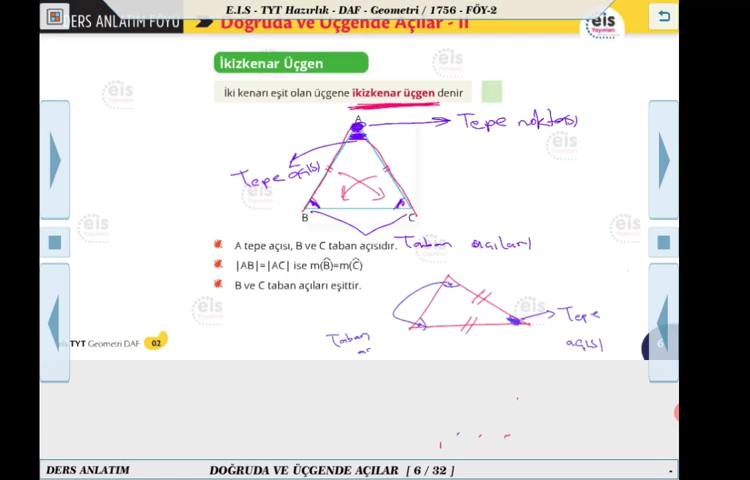 E.I.S - TYT Hazırlık - DAF - Geometri / 1756 - FÖY-2
DERS ANLATIM FÖYÜ
Doğruda ve Üçgende Açılar - II
eis
Yayınları
İkizkenar Üçgen
İki kenarı eşit olan üçgene ikizkenar üçgen denir
A
Tepe noktası
Tepe açısı
B
C
A tepe açısı, B ve C taban açısıdır.
Taban açıları
|AB|=|AC| ise m(B̂)=m(Ĉ)
B ve C taban açıları eşittir.
Tepe
açısı
Taban
eis TYT Geometri DAF 02
6
DERS ANLATIM
DOĞRUDA VE ÜÇGENDE AÇILAR [ 6 / 32 ]
-